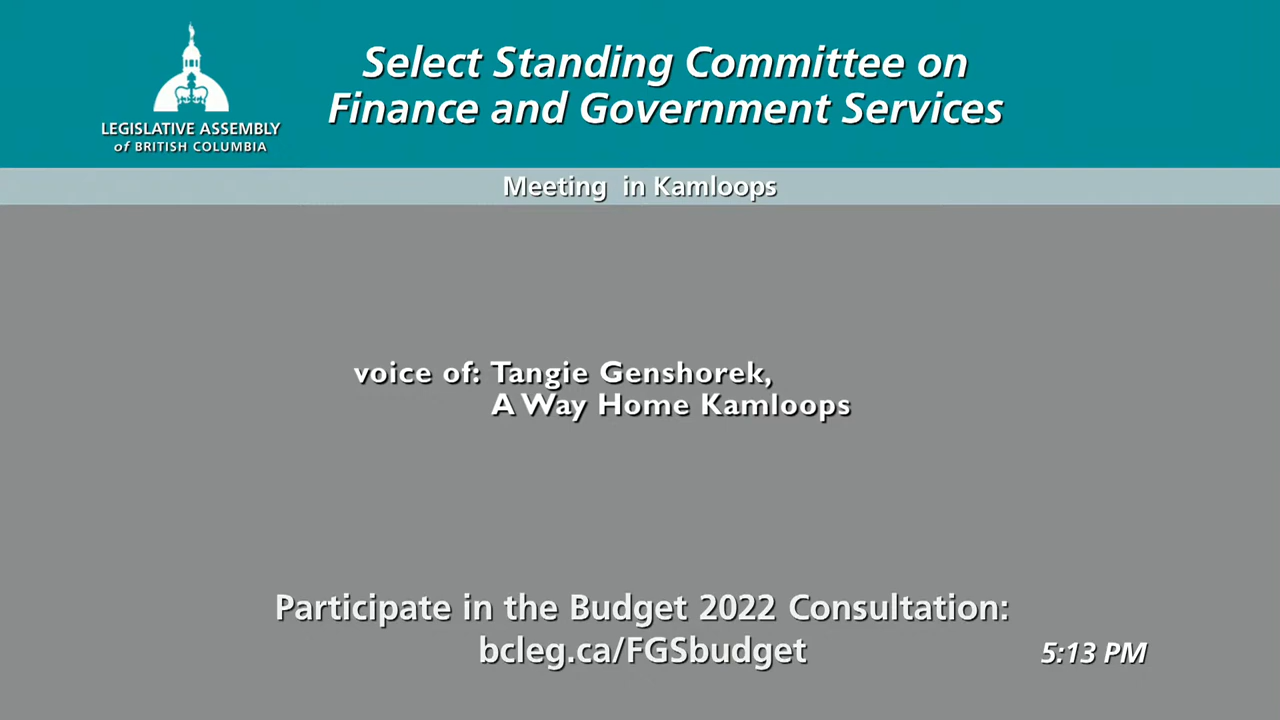 LEGISLATIVE ASSEMBLY
of BRITISH COLUMBIA
Select Standing Committee on
Finance and Government Services
Meeting in Kamloops
voice of: Tangie Genshorek,
A Way Home Kamloops
Participate in the Budget 2022 Consultation:
bcleg.ca/FGSbudget
5:13 PM